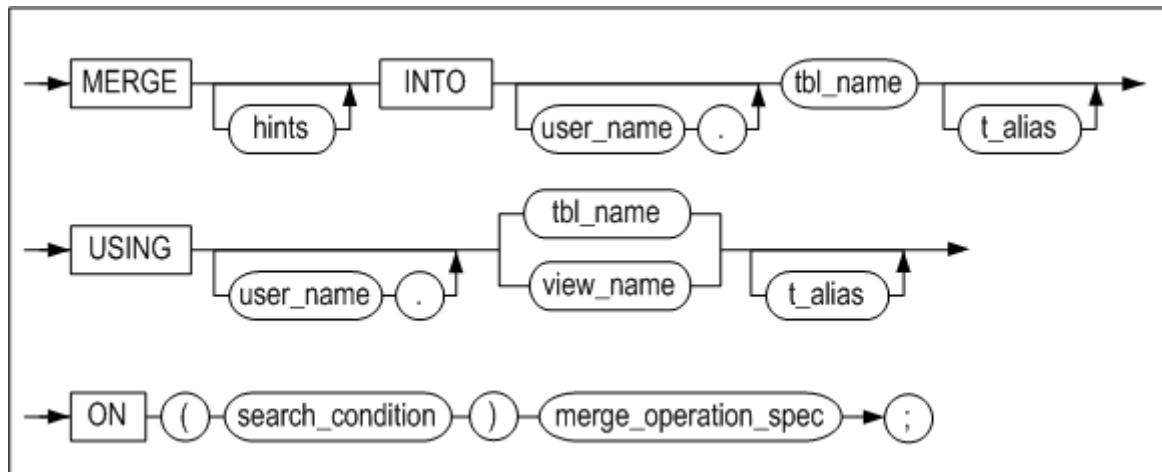 MERGE INTO tbl_name
hints user_name . t_alias
USING tbl_name
user_name . view_name t_alias
ON ( search_condition ) merge_operation_spec ;